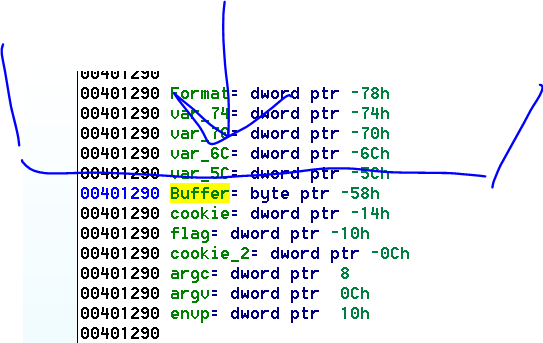 00401290
00401290 Format= dword ptr -78h
00401290 var_74= dword ptr -74h
00401290 var_70= dword ptr -70h
00401290 var_6C= dword ptr -6Ch
00401290 var_5C= dword ptr -5Ch
00401290 Buffer= byte ptr -58h
00401290 cookie= dword ptr -14h
00401290 flag= dword ptr -10h
00401290 cookie_2= dword ptr -0Ch
00401290 argc= dword ptr  8
00401290 argv= dword ptr  0Ch
00401290 envp= dword ptr  10h
00401290